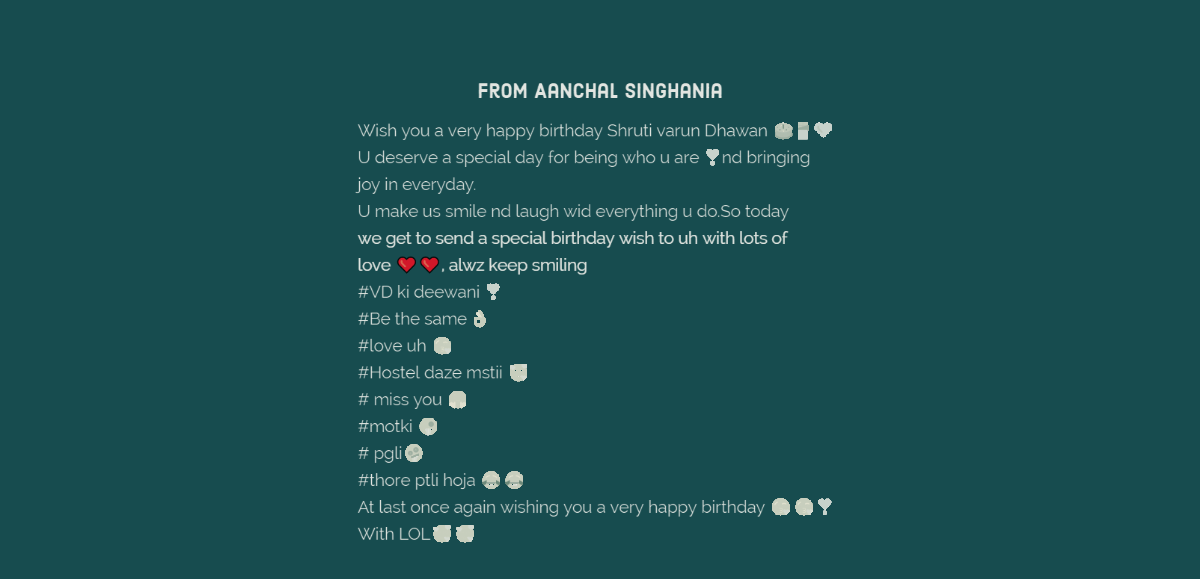 FROM AANCHAL SINGHANIA
Wish you a very happy birthday Shruti varun Dhawan
U deserve a special day for being who u are ❣nd bringing
joy in everyday.
U make us smile nd laugh wid everything u do.So today
we get to send a special birthday wish to uh with lots of
love ❤❤, alwz keep smiling
#VD ki deewani ❣
#Be the same 👌
#love uh
#Hostel daze mstii
# miss you
#motki
# pgli
#thore ptli hoja
At last once again wishing you a very happy birthday
With LOL